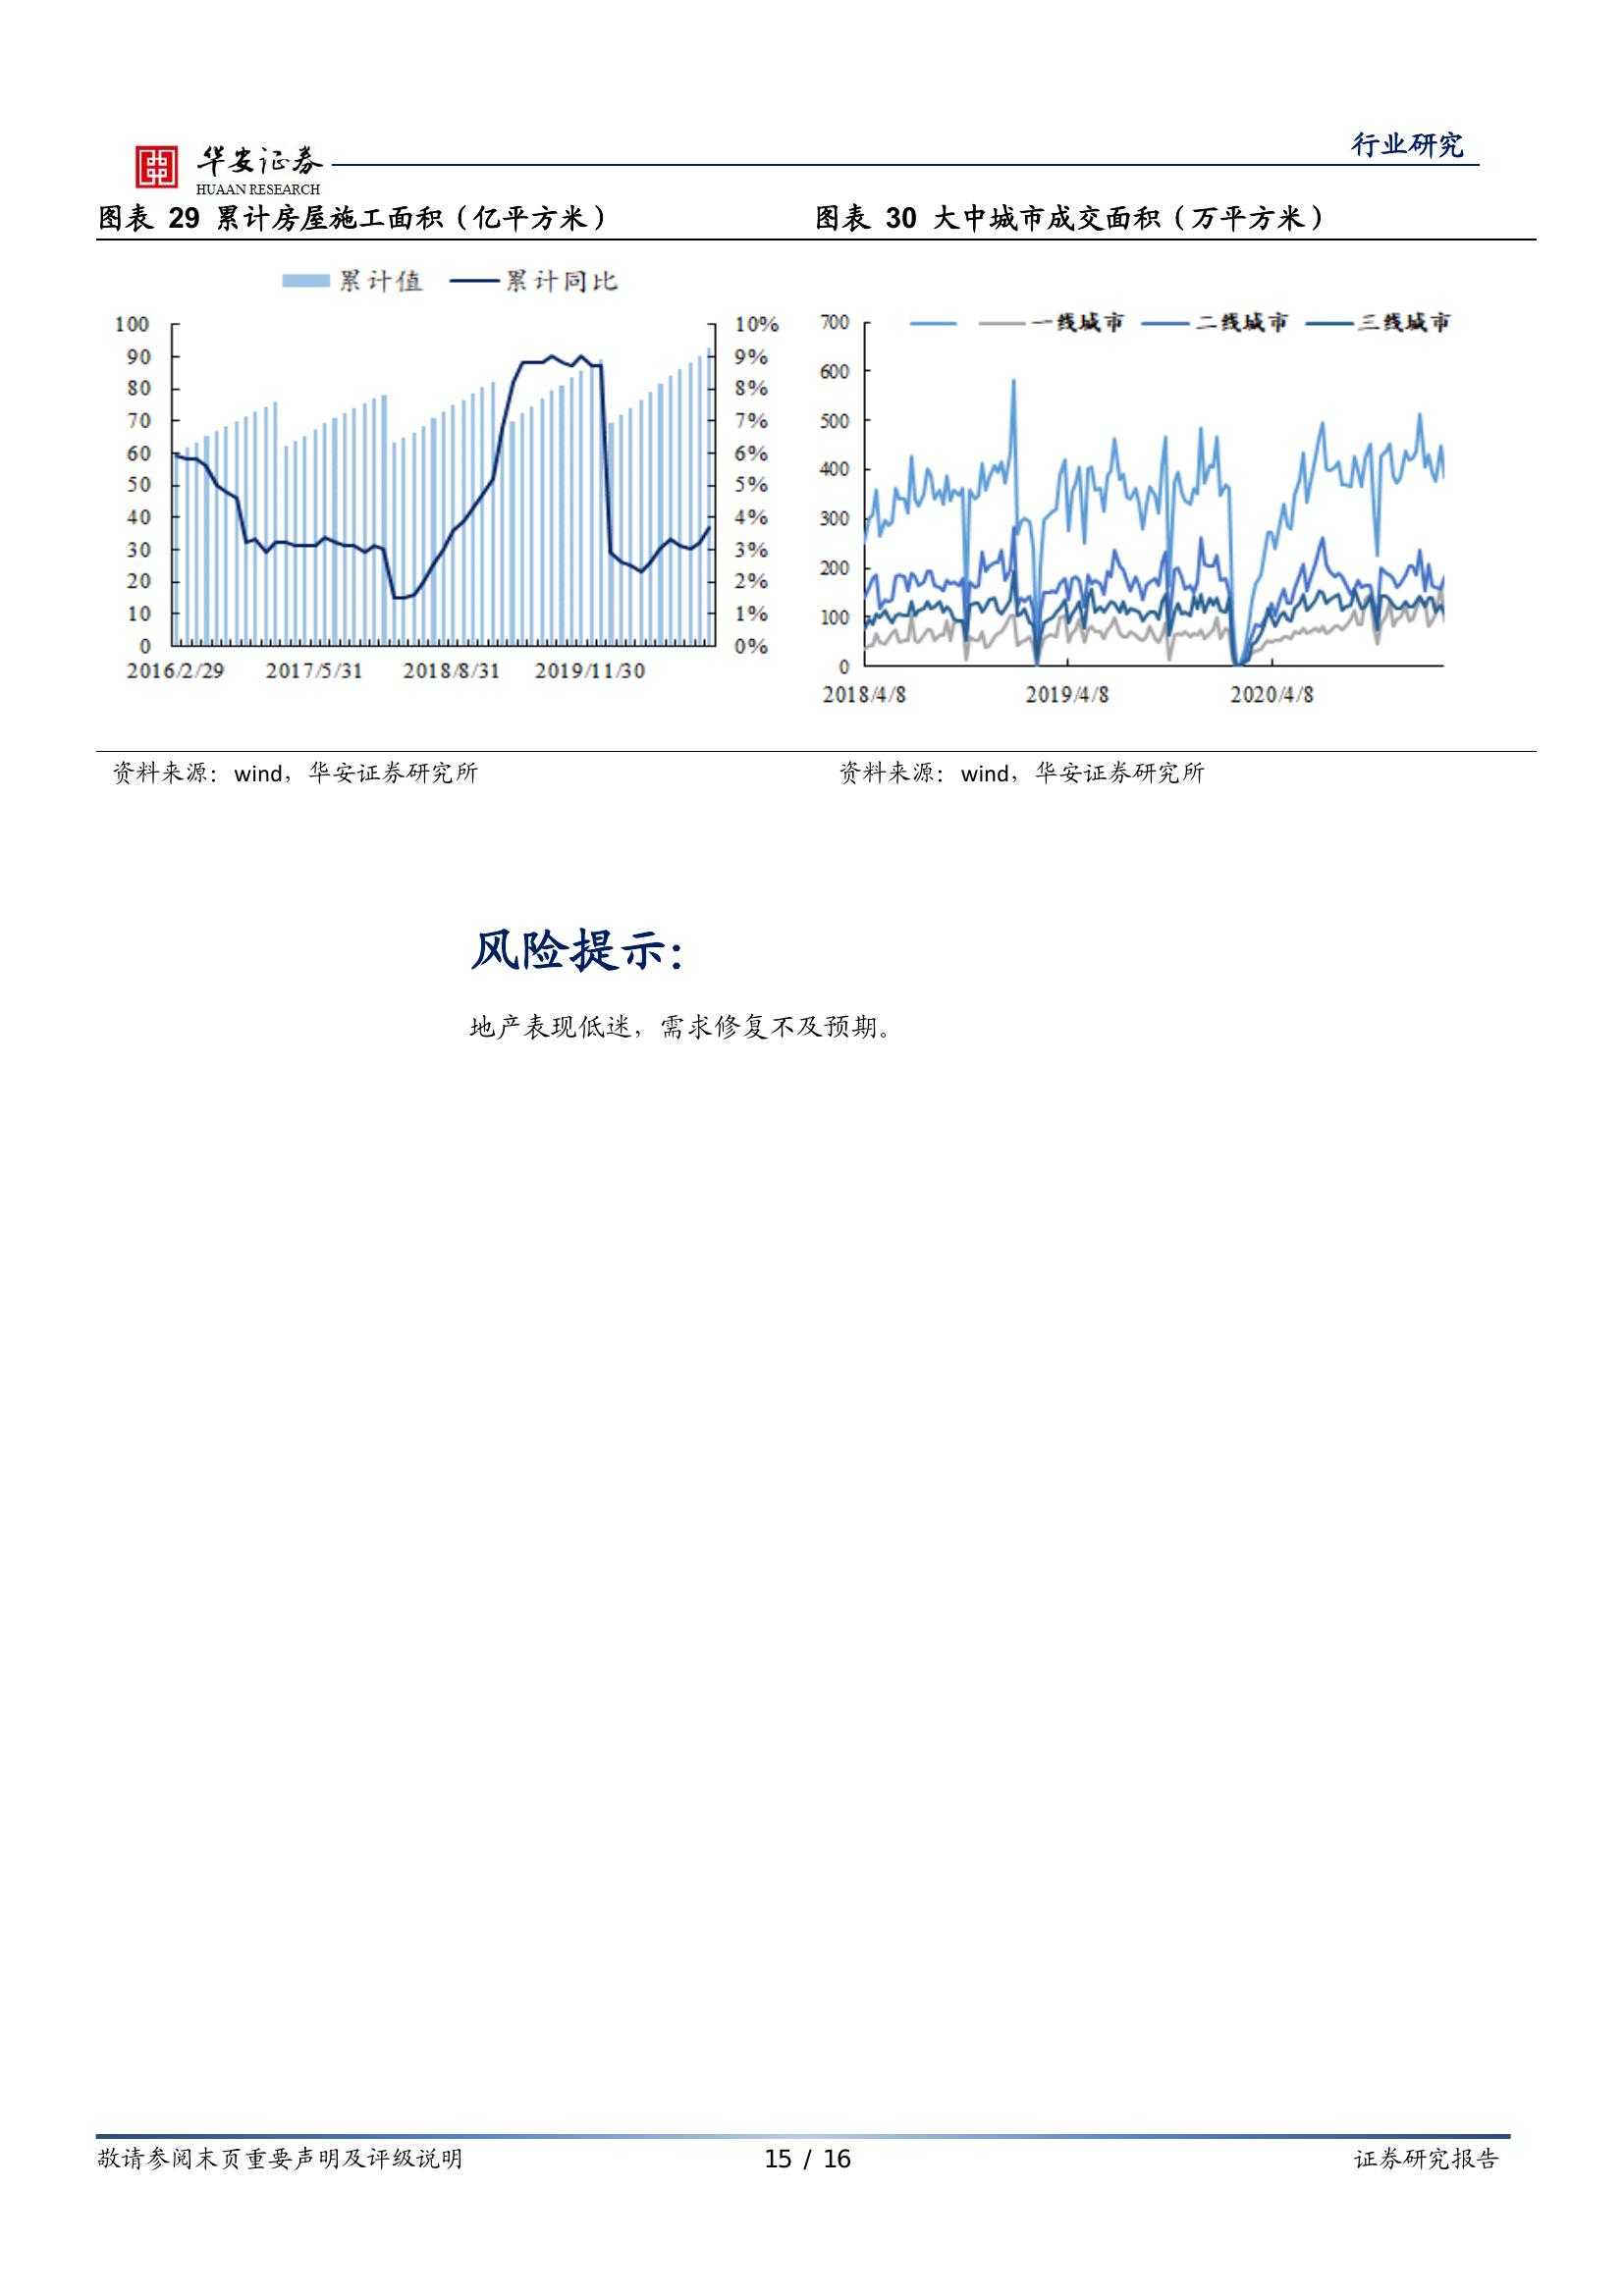 行业研究
华安证券
HUAAN RESEARCH
图表 29 累计房屋施工面积（亿平方米）
图表 30 大中城市成交面积（万平方米）
累计值 累计同比
100
90
80
70
60
50
40
30
20
10
0
10%
9%
8%
7%
6%
5%
4%
3%
2%
1%
0%
2016/2/29 2017/5/31 2018/8/31 2019/11/30
一线城市 二线城市 三线城市
700
600
500
400
300
200
100
0
2018/4/8 2019/4/8 2020/4/8
资料来源：wind，华安证券研究所
资料来源：wind，华安证券研究所
风险提示：
地产表现低迷，需求修复不及预期。
敬请参阅末页重要声明及评级说明 15 / 16 证券研究报告